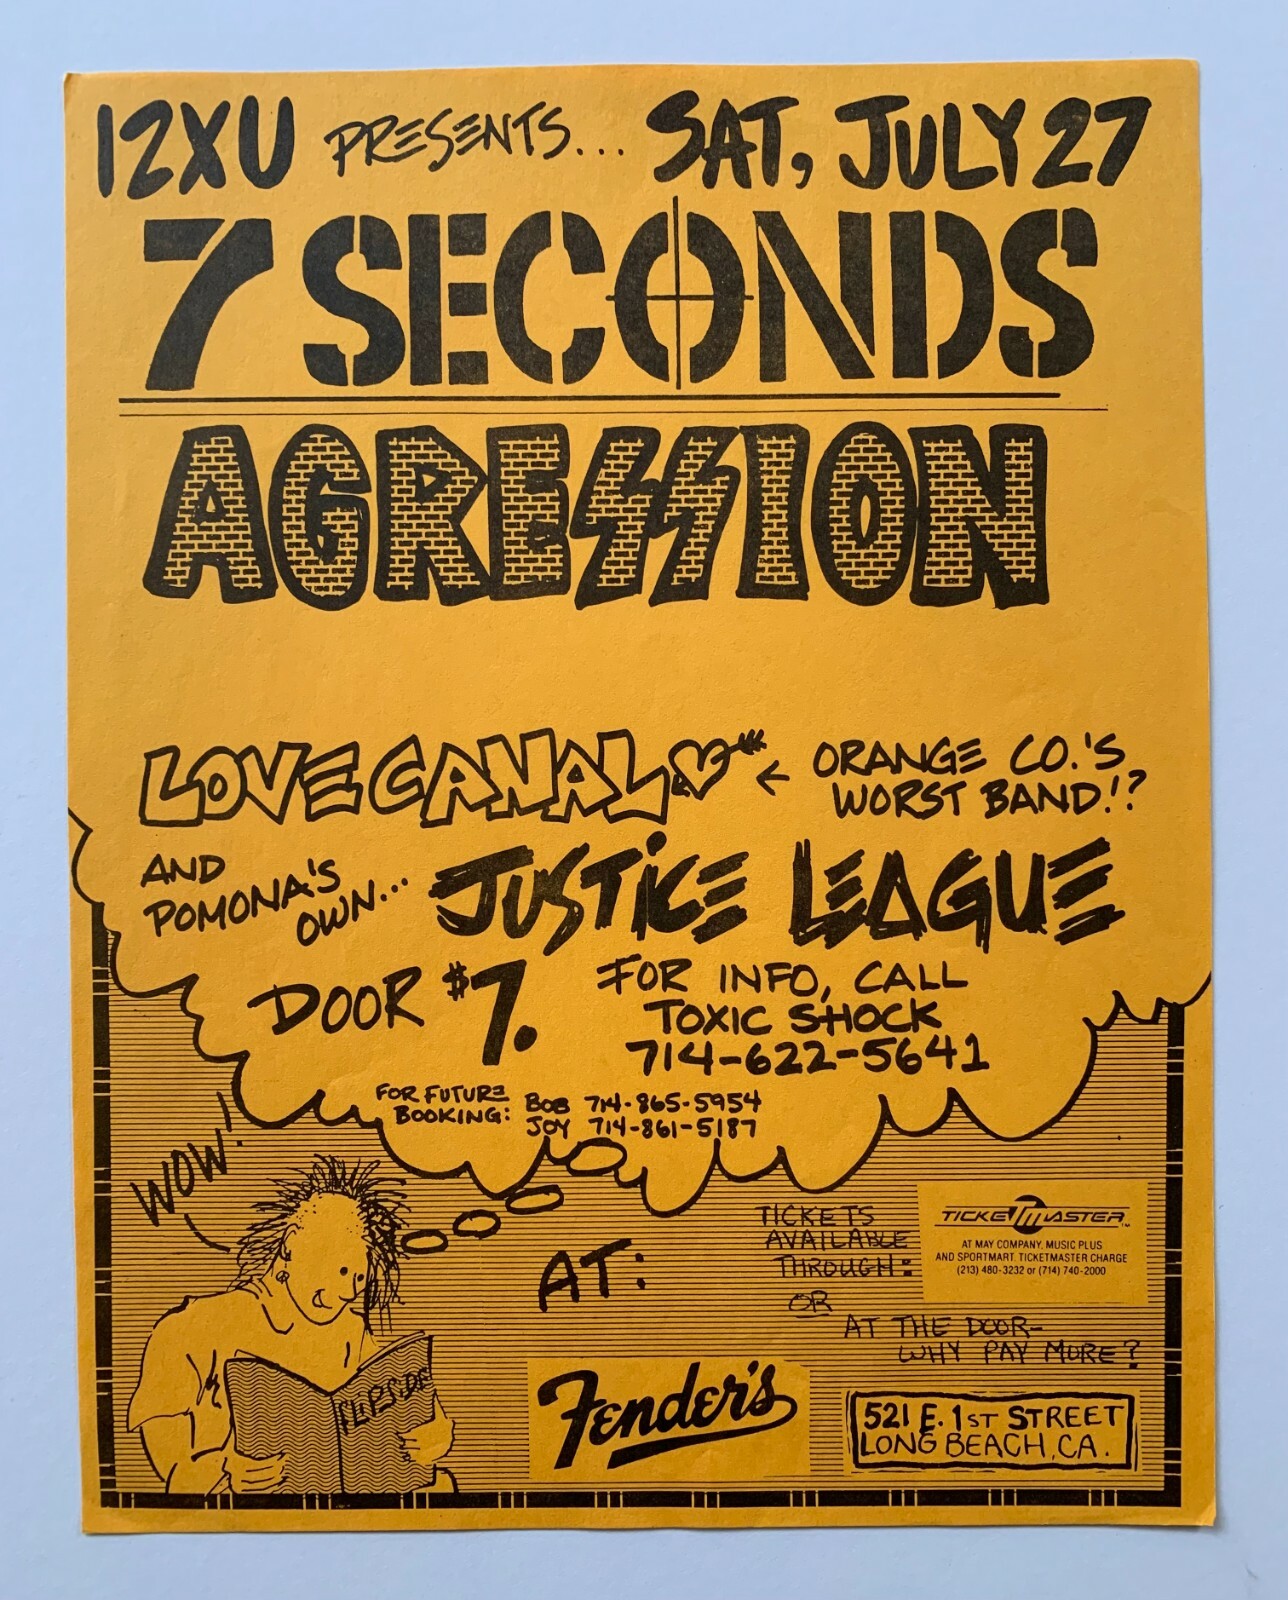 12XU PRESENTS... SAT, JULY 27
7 SECONDS
AGRESSION
LOVE CANAL ← ORANGE CO.'S
WORST BAND!?
AND
POMONA'S
OWN... JUSTICE LEAGUE
DOOR $7. FOR INFO, CALL
TOXIC SHOCK
714-622-5641
FOR FUTURE
BOOKING: BOB 714-865-5954
JOY 714-861-5187
WOW!
FLIPSIDE
AT:
Fender's
TICKETS
AVAILABLE
THROUGH:
TICKETMASTER™
AT MAY COMPANY, MUSIC PLUS
AND SPORTMART. TICKETMASTER CHARGE
(213) 480-3232 or (714) 740-2000
OR
AT THE DOOR-
WHY PAY MORE?
521 E. 1ST STREET
LONG BEACH, CA.